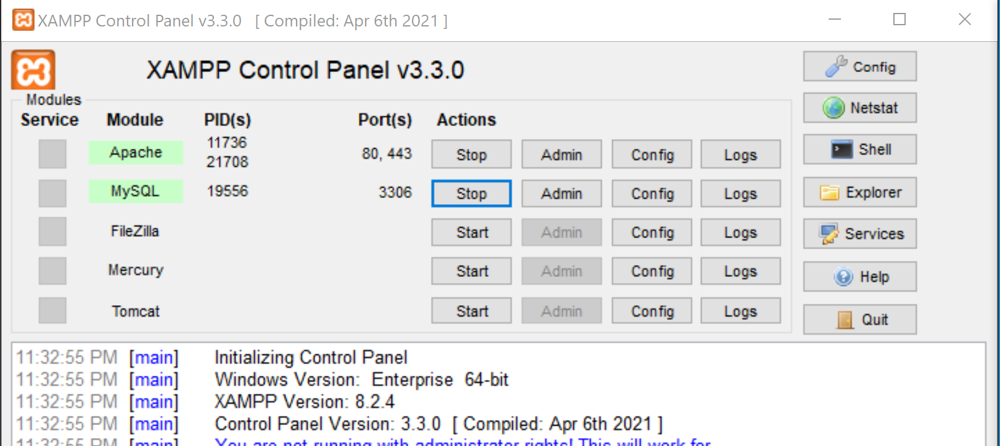 XAMPP Control Panel v3.3.0 [ Compiled: Apr 6th 2021 ]
XAMPP Control Panel v3.3.0
Config
Modules
Service Module PID(s) Port(s) Actions
Netstat
Apache 11736 21708 80, 443 Stop Admin Config Logs
Shell
MySQL 19556 3306 Stop Admin Config Logs
Explorer
FileZilla Start Admin Config Logs
Services
Mercury Start Admin Config Logs
Help
Tomcat Start Admin Config Logs
Quit
11:32:55 PM [main] Initializing Control Panel
11:32:55 PM [main] Windows Version: Enterprise 64-bit
11:32:55 PM [main] XAMPP Version: 8.2.4
11:32:55 PM [main] Control Panel Version: 3.3.0 [ Compiled: Apr 6th 2021 ]
11:32:55 PM [main] You are not running with administrator rights! This will work for